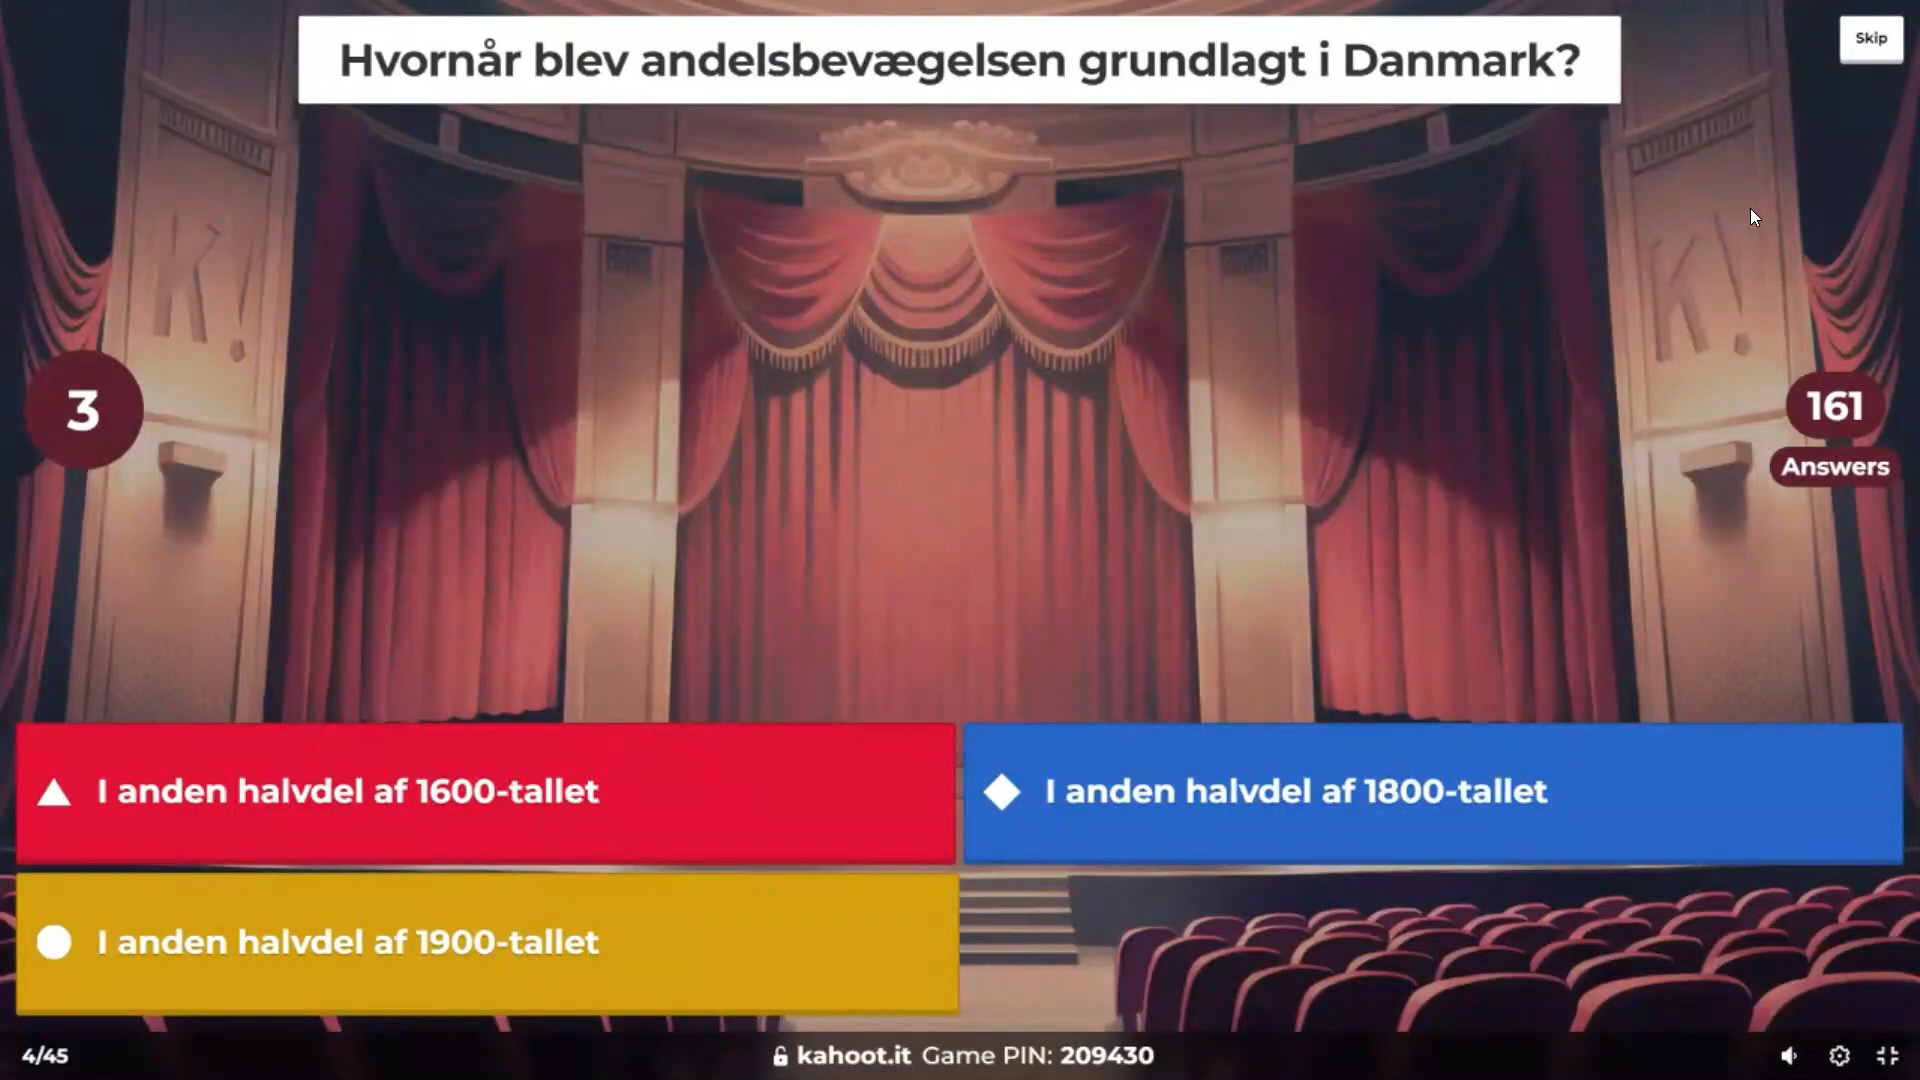 Hvornår blev andelsbevægelsen grundlagt i Danmark?
Skip
K!
K!
3
161
Answers
I anden halvdel af 1600-tallet
I anden halvdel af 1800-tallet
I anden halvdel af 1900-tallet
4/45
kahoot.it Game PIN: 209430